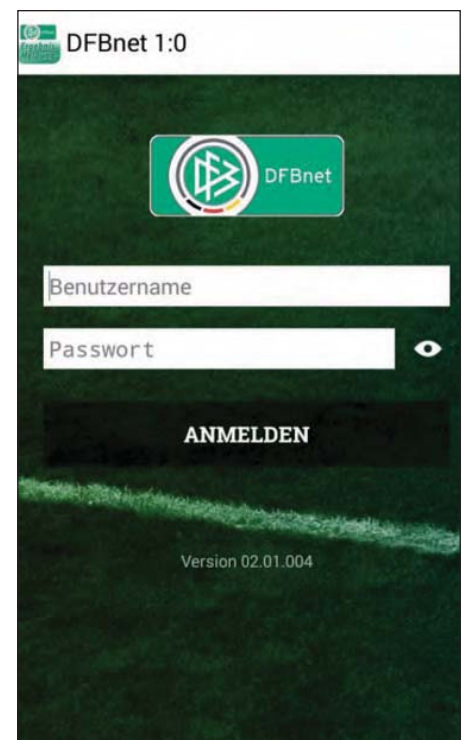 DFBnet 1:0
DFBnet
Benutzername
Passwort
ANMELDEN
Version 02.01.004